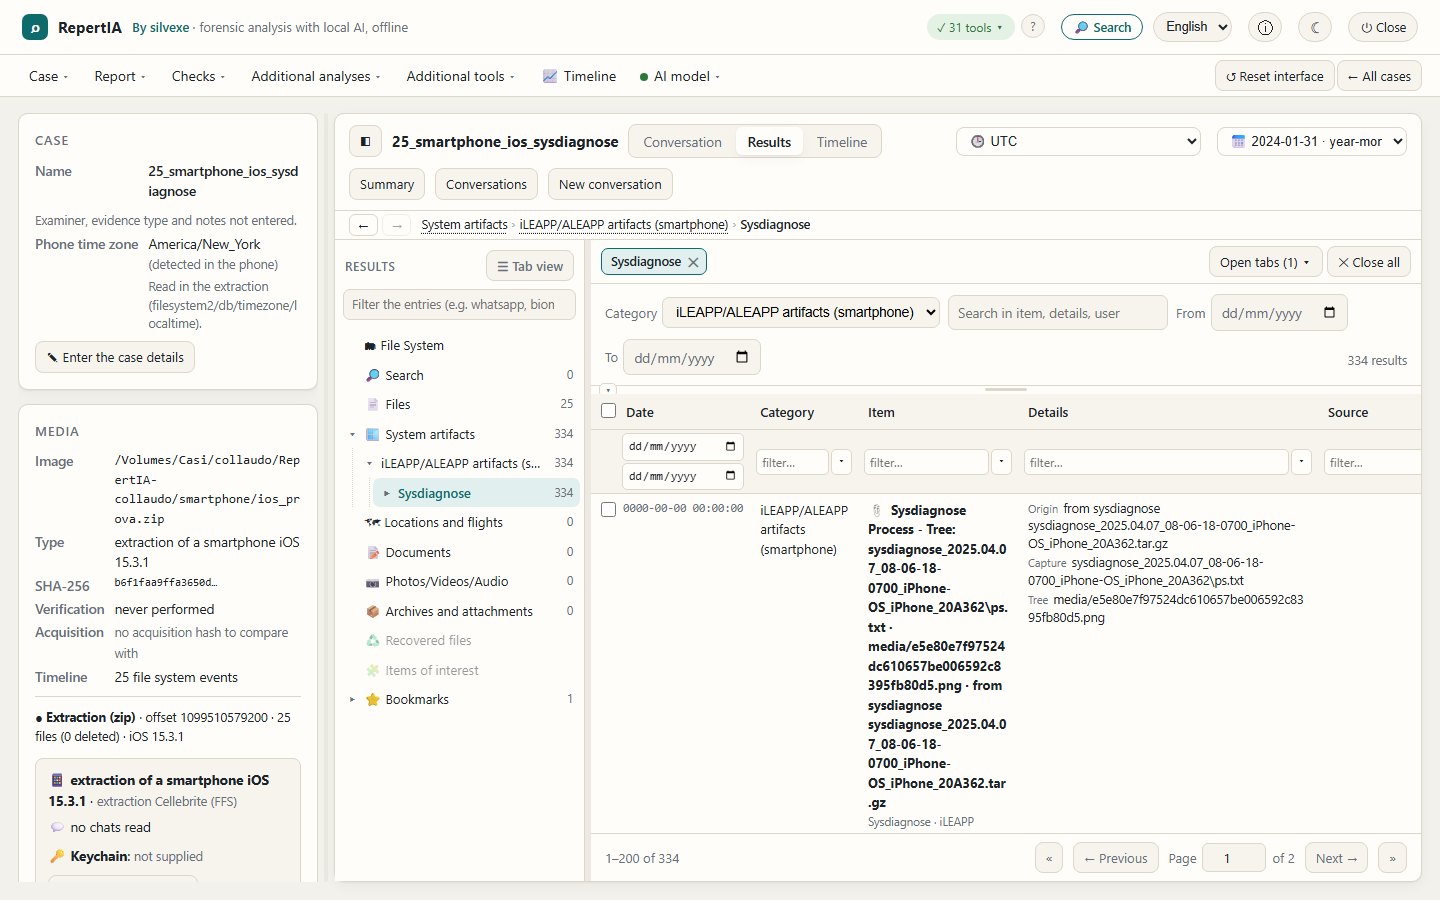 RepertIA By silvexe · forensic analysis with local AI, offline
✓ 31 tools ▾ ? 🔎 Search English ⓘ ☾ ⏻ Close
Case Report Checks Additional analyses Additional tools 📈 Timeline ● AI model
↺ Reset interface ← All cases
CASE
Name 25_smartphone_ios_sysd
iagnose
Examiner, evidence type and notes not entered.
Phone time zone America/New_York
(detected in the phone)
Read in the extraction
(filesystem2/db/timezone/l
ocaltime).
Enter the case details
MEDIA
Image /Volumes/Casi/collaudo/Rep
ertIA-
collaudo/smartphone/ios_pr
ova.zip
Type extraction of a smartphone iOS
15.3.1
SHA-256 b6f1faa9ffa3650d…
Verification never performed
Acquisition no acquisition hash to compare
with
Timeline 25 file system events
● Extraction (zip) · offset 1099510579200 · 25
files (0 deleted) · iOS 15.3.1
extraction of a smartphone iOS
15.3.1 · extraction Cellebrite (FFS)
no chats read
Keychain: not supplied
25_smartphone_ios_sysdiagnose Conversation Results Timeline UTC 2024-01-31 · year-mor
Summary Conversations New conversation
← → System artifacts › iLEAPP/ALEAPP artifacts (smartphone) › Sysdiagnose
RESULTS ☰ Tab view
Filter the entries (e.g. whatsapp, bion
File System
Search 0
Files 25
System artifacts 334
iLEAPP/ALEAPP artifacts (s... 334
Sysdiagnose 334
Locations and flights 0
Documents 0
Photos/Videos/Audio 0
Archives and attachments 0
Recovered files
Items of interest
Bookmarks 1
Sysdiagnose ✕ Open tabs (1) ▾ ✕ Close all
Category iLEAPP/ALEAPP artifacts (smartphone) Search in item, details, user From dd/mm/yyyy
To dd/mm/yyyy 334 results
Date Category Item Details Source
dd/mm/yyyy
dd/mm/yyyy
filter... filter... filter... filter...
0000-00-00 00:00:00
iLEAPP/ALEAPP
artifacts
(smartphone)
Sysdiagnose
Process - Tree:
sysdiagnose_2025.04.0
7_08-06-18-
0700_iPhone-
OS_iPhone_20A362\ps.
txt ·
media/e5e80e7f97524
dc610657be006592c8
395fb80d5.png · from
sysdiagnose
sysdiagnose_2025.04.0
7_08-06-18-
0700_iPhone-
OS_iPhone_20A362.tar
.gz
Sysdiagnose · iLEAPP
Origin from sysdiagnose
sysdiagnose_2025.04.07_08-06-18-0700_iPhone-
OS_iPhone_20A362.tar.gz
Capture sysdiagnose_2025.04.07_08-06-18-
0700_iPhone-OS_iPhone_20A362\ps.txt
Tree media/e5e80e7f97524dc610657be006592c83
95fb80d5.png
1–200 of 334 « ← Previous Page 1 of 2 Next → »